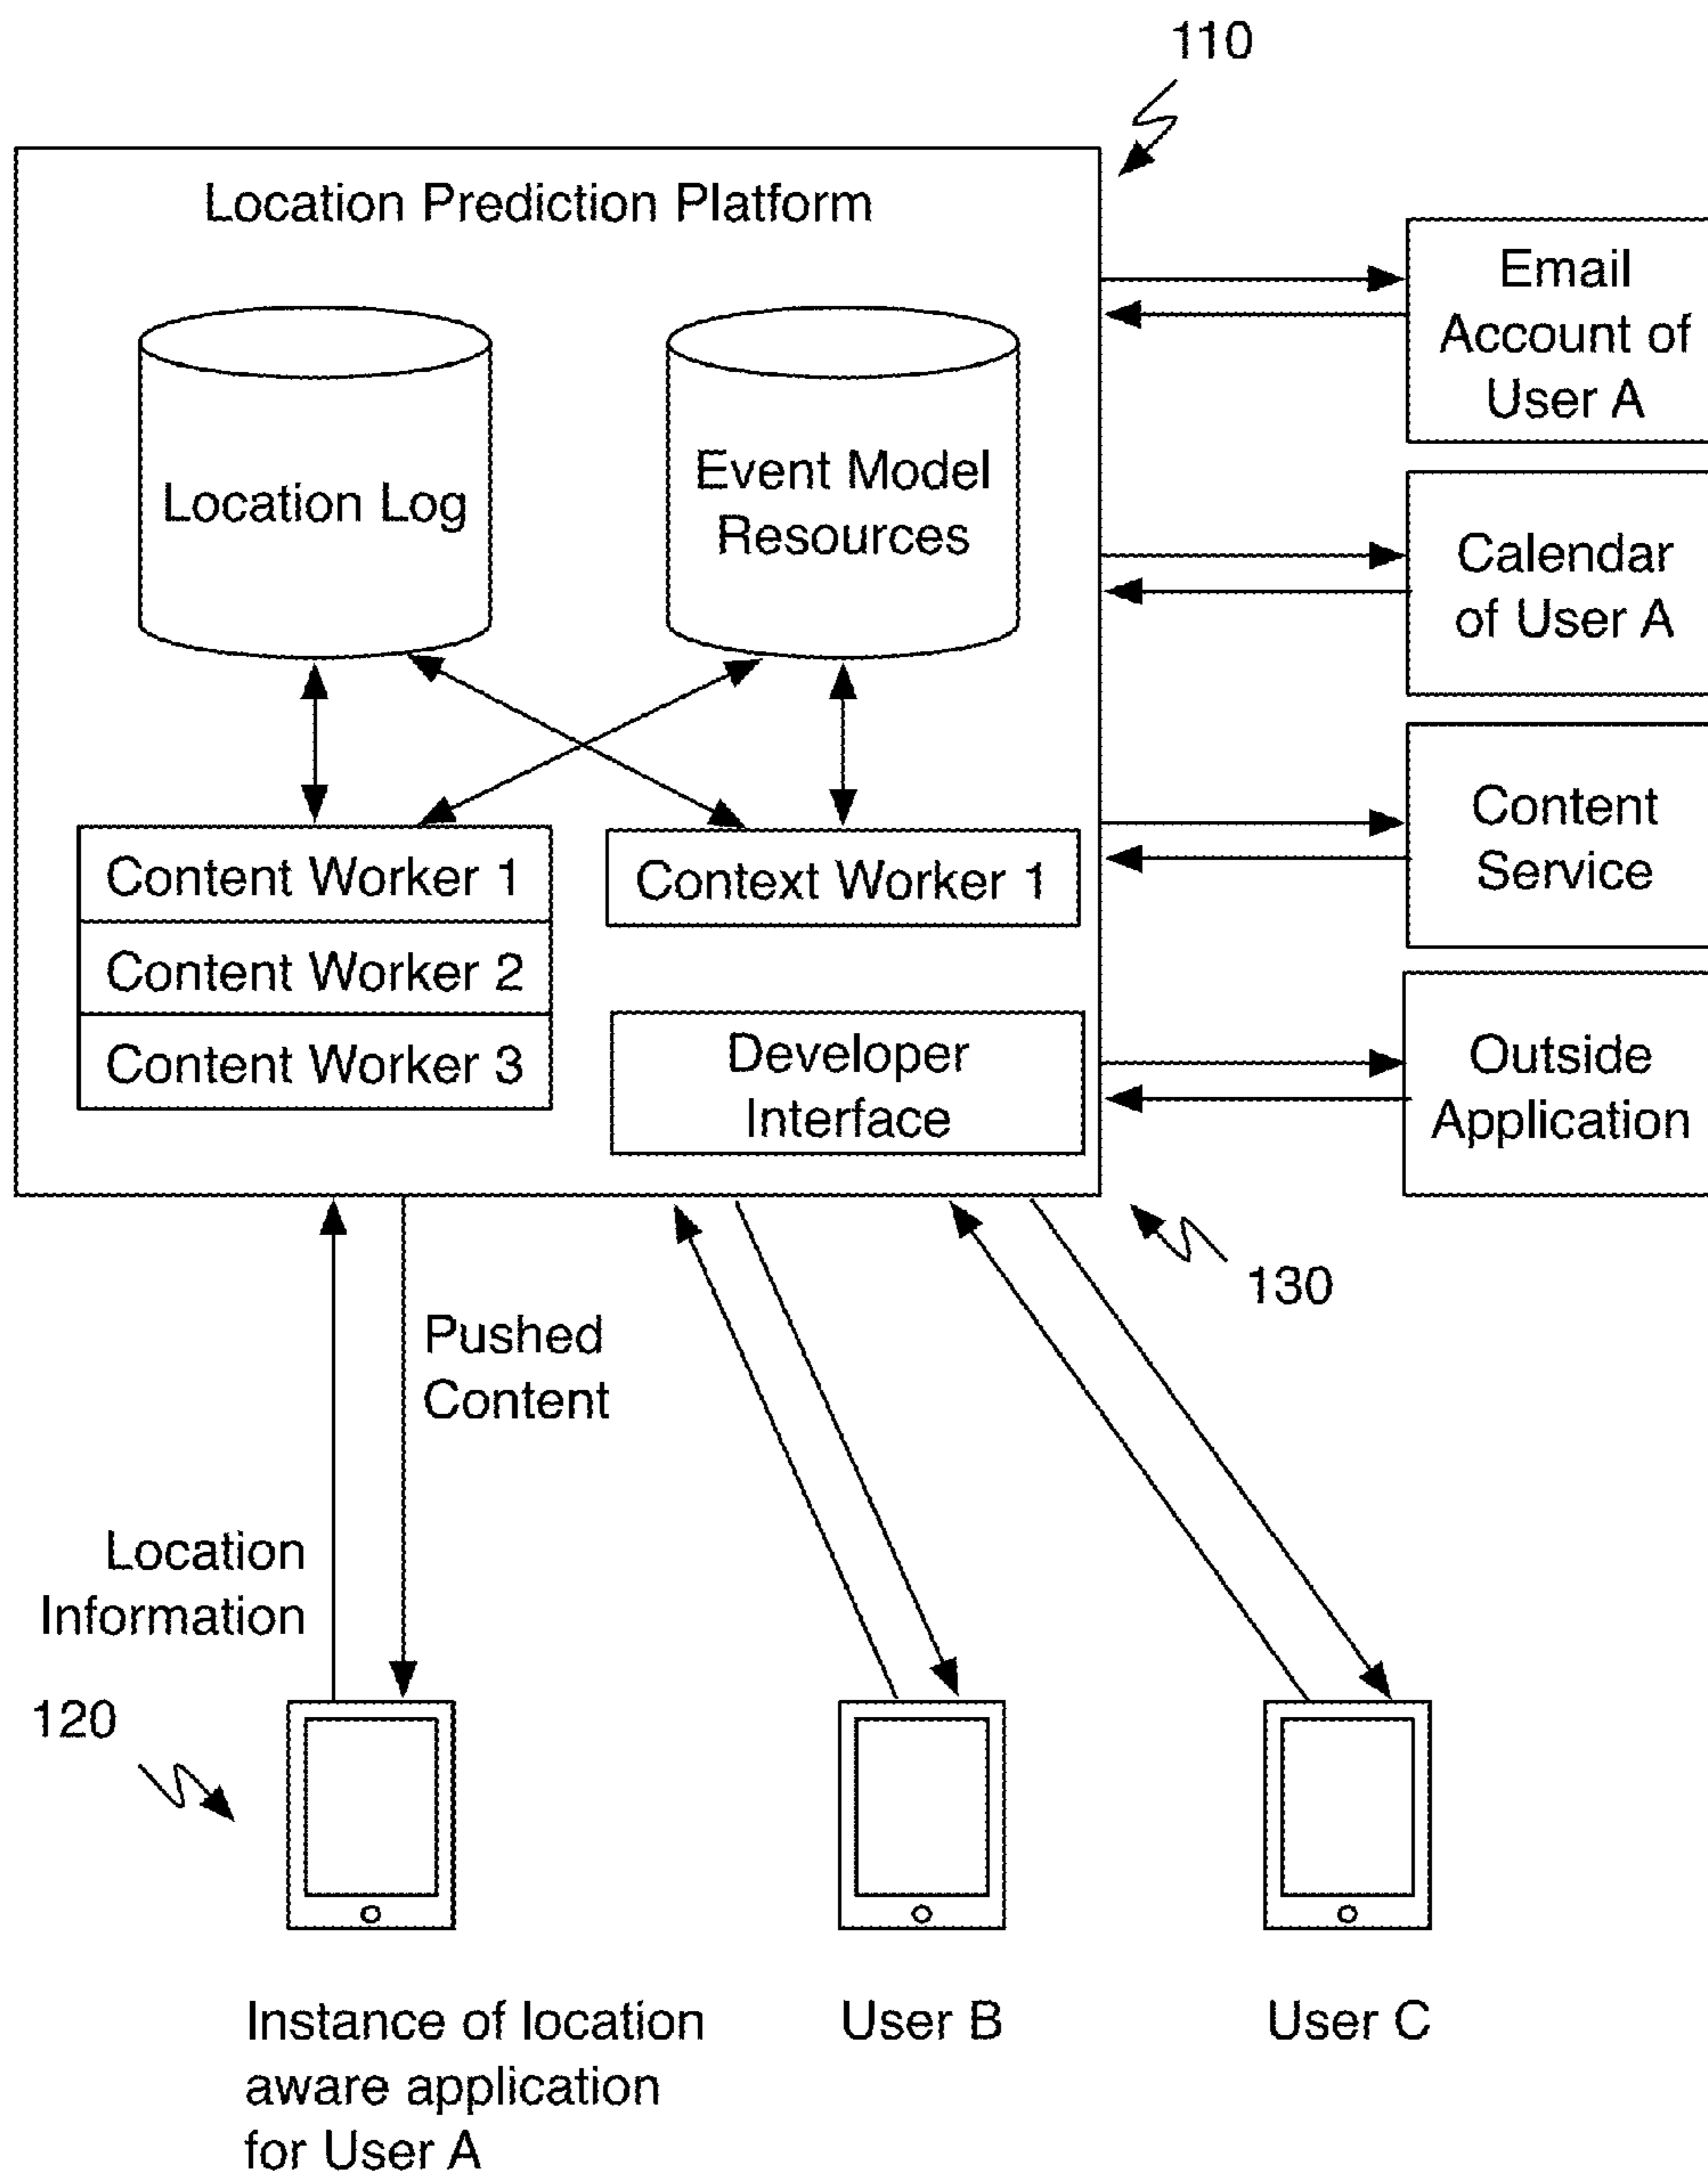 110
Location Prediction Platform
Email
Account of
User A
Location Log
Event Model
Resources
Calendar
of User A
Content
Service
Content Worker 1
Context Worker 1
Content Worker 2
Content Worker 3
Developer
Interface
Outside
Application
130
Pushed
Content
Location
Information
120
Instance of location
aware application
for User A
User B
User C